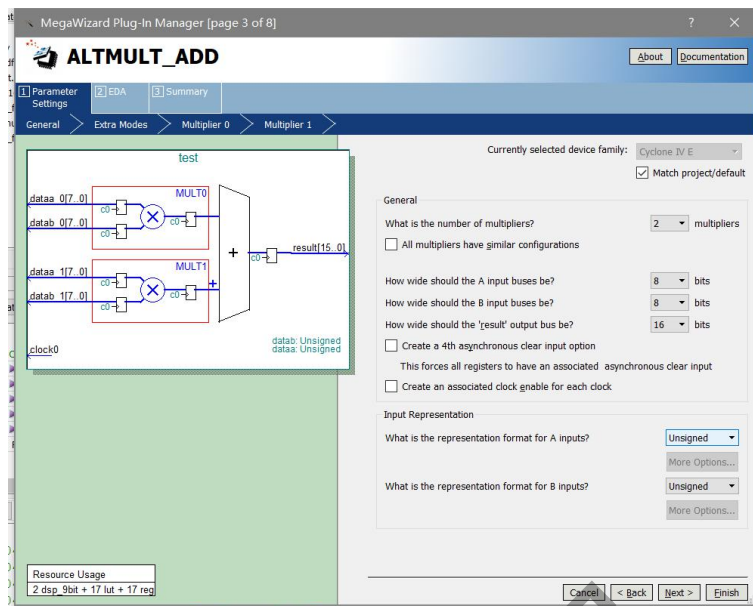 MegaWizard Plug-In Manager [page 3 of 8]
? X
ALTMULT_ADD
About Documentation
1 Parameter Settings
2 EDA
3 Summary
General Extra Modes Multiplier 0 Multiplier 1
test
dataa_0[7..0]
datab_0[7..0]
MULT0
c0
c0
c0
dataa_1[7..0]
datab_1[7..0]
MULT1
c0
c0
c0
+
+
c0
result[15..0]
clock0
datab: Unsigned
dataa: Unsigned
Resource Usage
2 dsp_9bit + 17 lut + 17 reg
Currently selected device family: Cyclone IV E
Match project/default
General
What is the number of multipliers? 2 multipliers
All multipliers have similar configurations
How wide should the A input buses be? 8 bits
How wide should the B input buses be? 8 bits
How wide should the 'result' output bus be? 16 bits
Create a 4th asynchronous clear input option
This forces all registers to have an associated asynchronous clear input
Create an associated clock enable for each clock
Input Representation
What is the representation format for A inputs? Unsigned
More Options...
What is the representation format for B inputs? Unsigned
More Options...
Cancel < Back Next > Finish